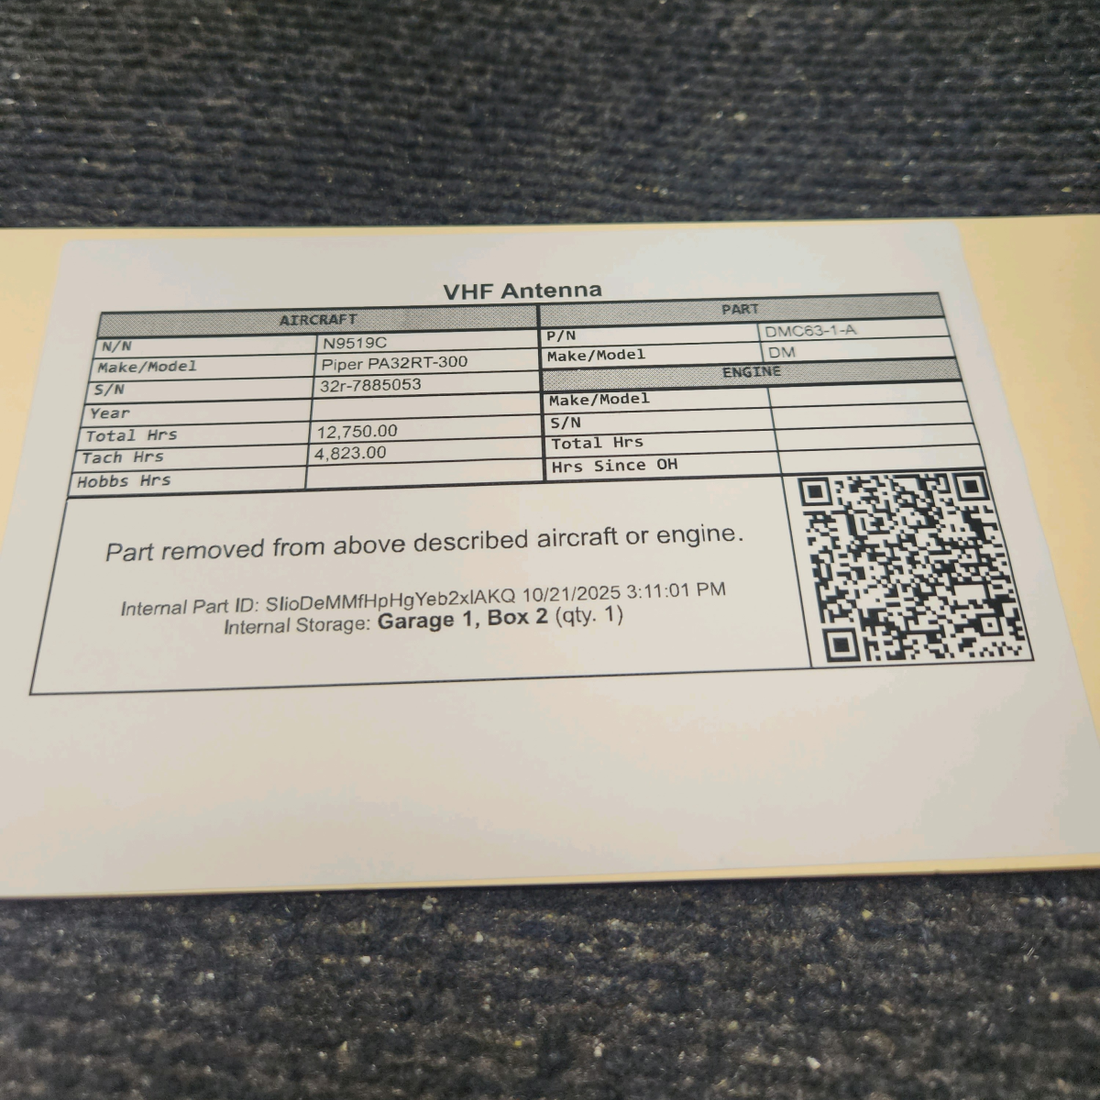 VHF Antenna
AIRCRAFT
N/N N9519C
Make/Model Piper PA32RT-300
S/N 32r-7885053
Year
Total Hrs 12,750.00
Tach Hrs 4,823.00
Hobbs Hrs
PART
P/N DMC63-1-A
Make/Model DM
ENGINE
Make/Model
S/N
Total Hrs
Hrs Since OH
Part removed from above described aircraft or engine.
Internal Part ID: SIioDeMMfHpHgYeb2xlAKQ 10/21/2025 3:11:01 PM
Internal Storage: Garage 1, Box 2 (qty. 1)